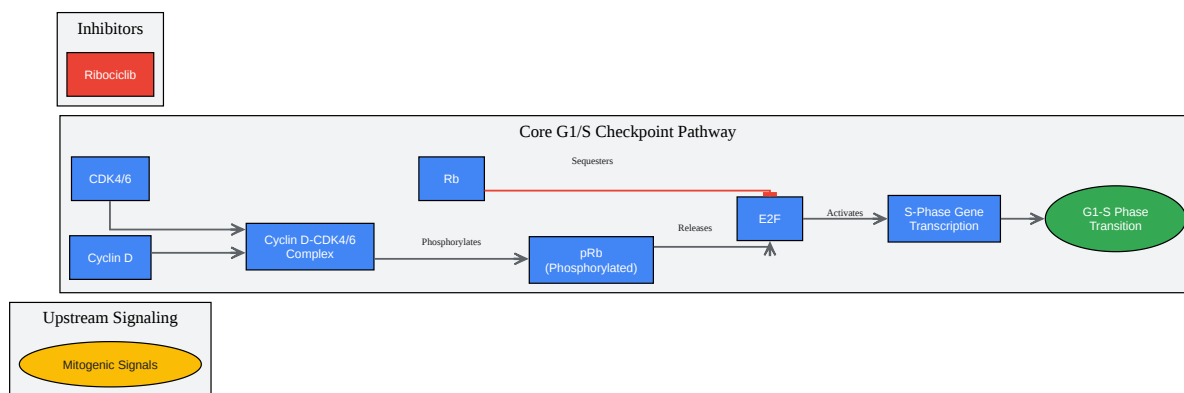 Inhibitors
Ribociclib
Core G1/S Checkpoint Pathway
CDK4/6
Cyclin D
Cyclin D-CDK4/6
Complex
Phosphorylates
Rb
Sequesters
pRb
(Phosphorylated)
Releases
E2F
Activates
S-Phase Gene
Transcription
G1-S Phase
Transition
Upstream Signaling
Mitogenic Signals